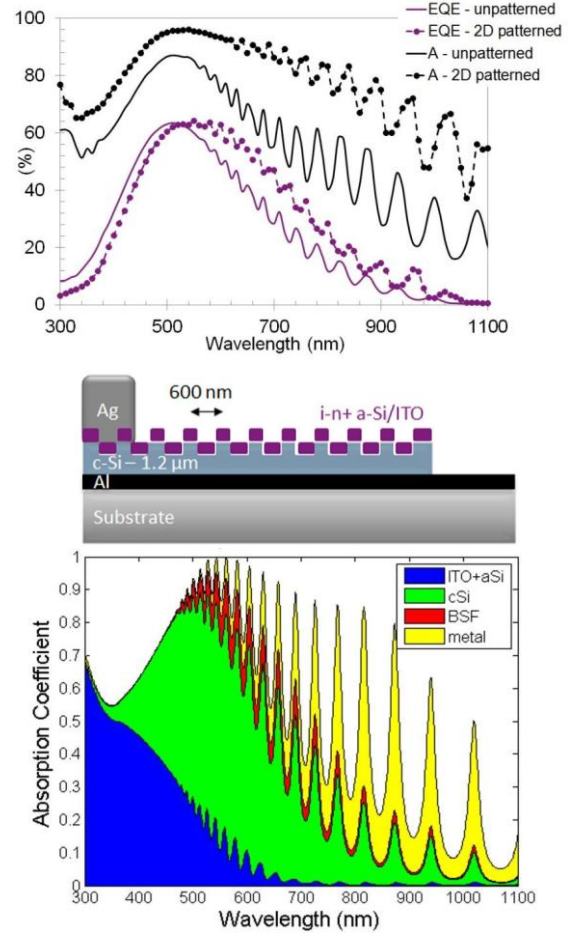 EQE - unpatterned
EQE - 2D patterned
A - unpatterned
A - 2D patterned
100
80
60
40
20
0
(%)
300 500 700 900 1100
Wavelength (nm)
Ag
600 nm
i-n+ a-Si/ITO
c-Si – 1.2 µm
Al
Substrate
1
0.9
0.8
0.7
0.6
0.5
0.4
0.3
0.2
0.1
0
Absorption Coefficient
ITO+aSi
cSi
BSF
metal
300 400 500 600 700 800 900 1000 1100
Wavelength (nm)